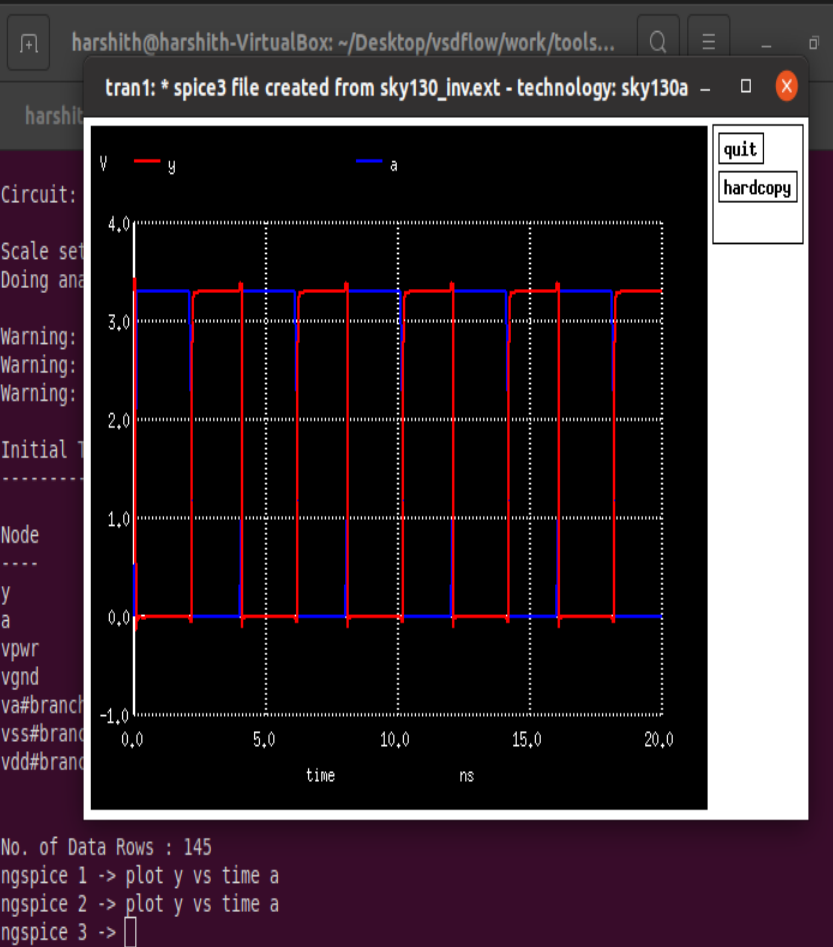 harshith@harshith-VirtualBox: ~/Desktop/vsdflow/work/tools...
tran1: * spice3 file created from sky130_inv.ext - technology: sky130a
harshit
quit
hardcopy
V y a
4.0
3.0
2.0
1.0
0.0
-1.0
0.0 5.0 10.0 15.0 20.0
time ns
Circuit:
Scale set
Doing ana
Warning:
Warning:
Warning:
Initial T
---------
Node
----
y
a
vpwr
vgnd
va#branch
vss#branc
vdd#branc
No. of Data Rows : 145
ngspice 1 -> plot y vs time a
ngspice 2 -> plot y vs time a
ngspice 3 ->